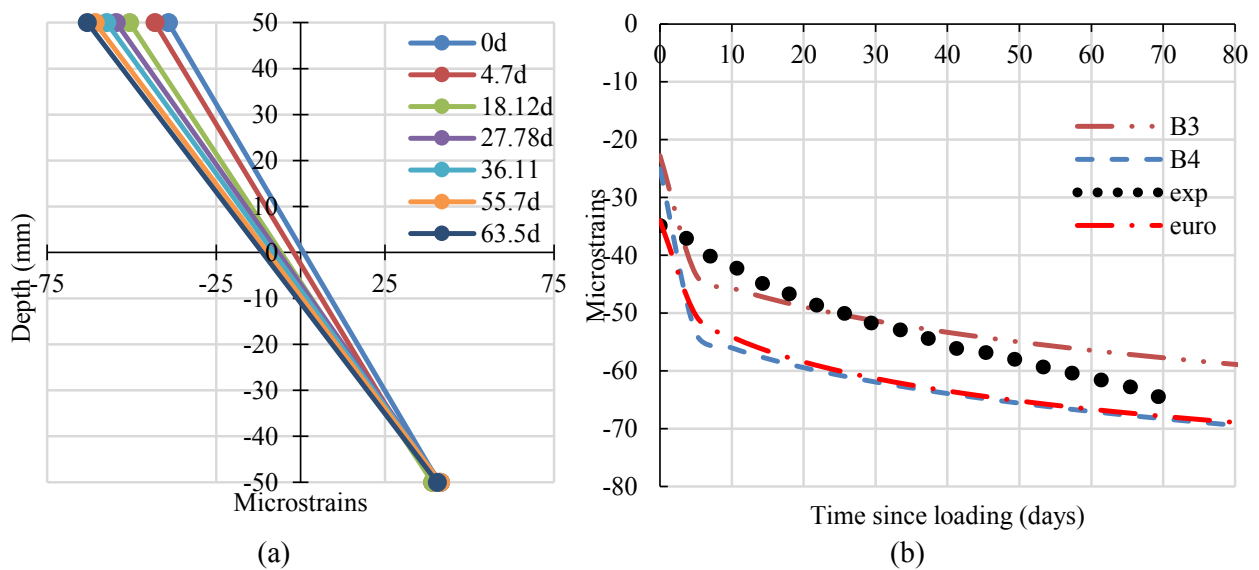 50
40
30
20
10
0
-10
-20
-30
-40
-50
-75
-25
25
75
Depth (mm)
Microstrains
0d
4.7d
18.12d
27.78d
36.11
55.7d
63.5d
(a)
-0
-10
-20
-30
-40
-50
-60
-70
-80
0 10 20 30 40 50 60 70 80
Microstrains
B3
B4
exp
euro
Time since loading (days)
(b)